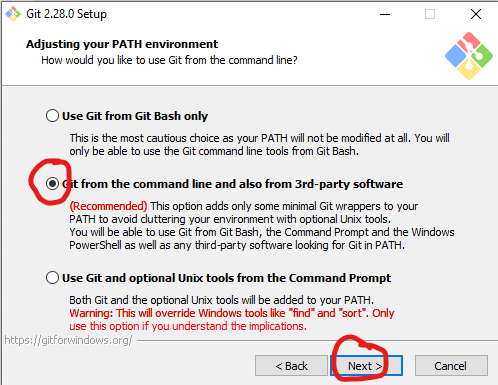 Git 2.28.0 Setup
Adjusting your PATH environment
How would you like to use Git from the command line?
Use Git from Git Bash only
This is the most cautious choice as your PATH will not be modified at all. You will
only be able to use the Git command line tools from Git Bash.
Git from the command line and also from 3rd-party software
(Recommended) This option adds only some minimal Git wrappers to your
PATH to avoid cluttering your environment with optional Unix tools.
You will be able to use Git from Git Bash, the Command Prompt and the Windows
PowerShell as well as any third-party software looking for Git in PATH.
Use Git and optional Unix tools from the Command Prompt
Both Git and the optional Unix tools will be added to your PATH.
Warning: This will override Windows tools like "find" and "sort". Only
use this option if you understand the implications.
https://gitforwindows.org/
< Back
Next >
Cancel